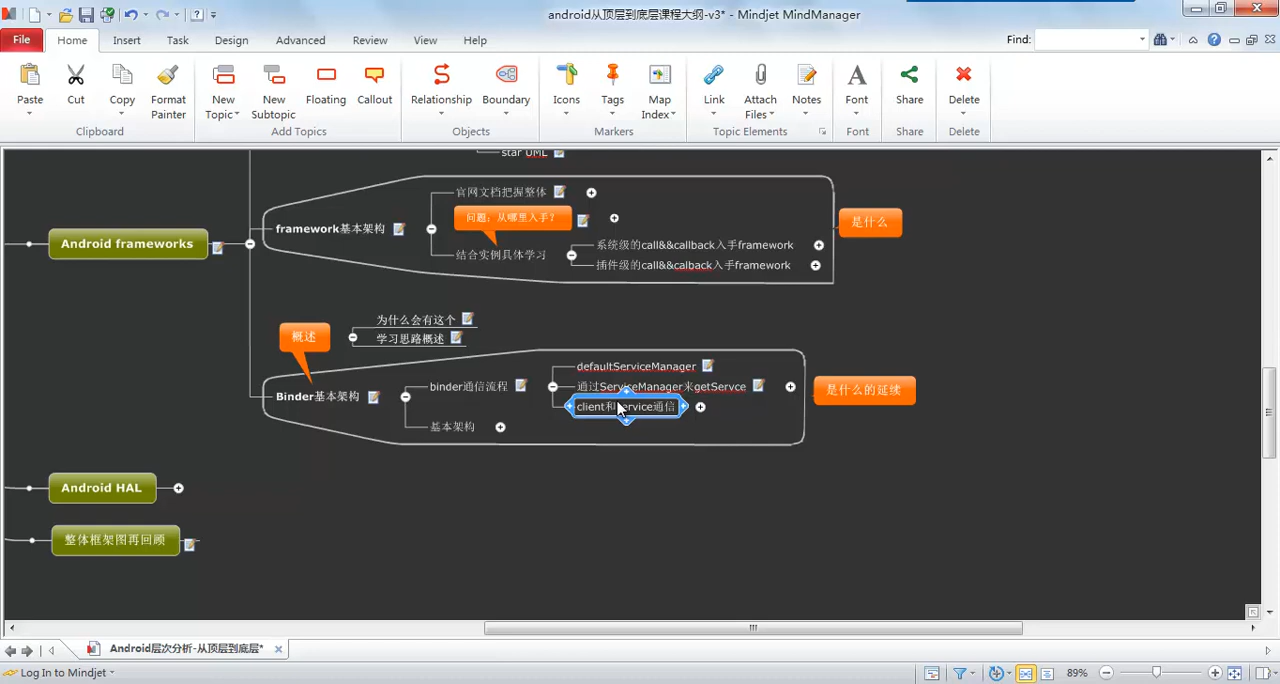 android从顶层到底层课程大纲-v3* - Mindjet MindManager
File Home Insert Task Design Advanced Review View Help Find:
Paste Cut Copy Format Painter New Topic New Subtopic Floating Callout Relationship Boundary Icons Tags Map Index Link Attach Files Notes Font Share Delete
Clipboard Add Topics Objects Markers Topic Elements Font Share Delete
star UML
官网文档把握整体
问题：从哪里入手？
是什么
framework基本架构
Android frameworks
系统级的call&&callback入手framework
结合实例具体学习
插件级的call&&calback入手framework
为什么会有这个
概述
学习思路概述
defaultServiceManager
binder通信流程
通过ServiceManager来getServce
是什么的延续
Binder基本架构
client和service通信
基本架构
Android HAL
整体框架图再回顾
Android层次分析-从顶层到底层*
Log In to Mindjet
89%